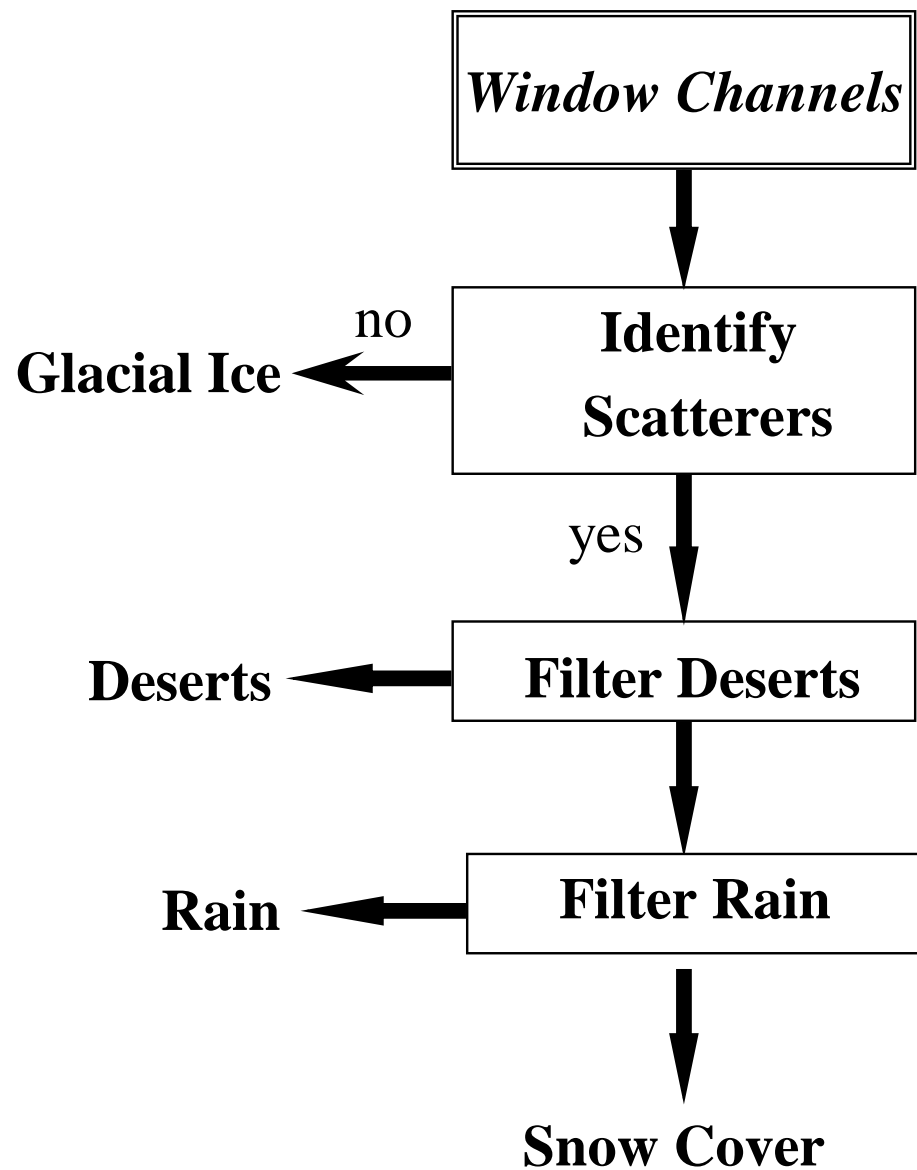 Window Channels
no
Identify
Glacial Ice
Scatterers
yes
Deserts
Filter Deserts
Rain
Filter Rain
Snow Cover